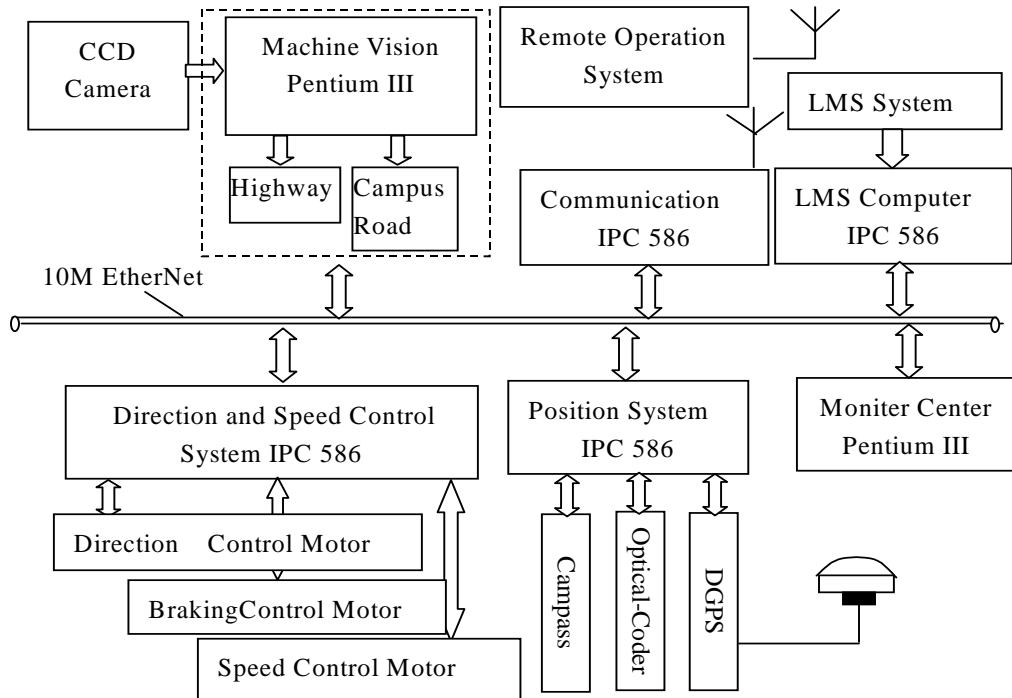 CCD
Camera
Machine Vision
Pentium III
Highway
Campus
Road
Remote Operation
System
LMS System
Communication
IPC 586
LMS Computer
IPC 586
10M EtherNet
Direction and Speed Control
System IPC 586
Position System
IPC 586
Moniter Center
Pentium III
Direction Control Motor
BrakingControl Motor
Speed Control Motor
Campass
Optical-Coder
DGPS